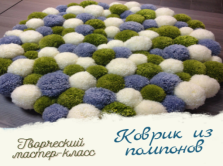 Творческий
мастер-класс
Коврик из
помпонов